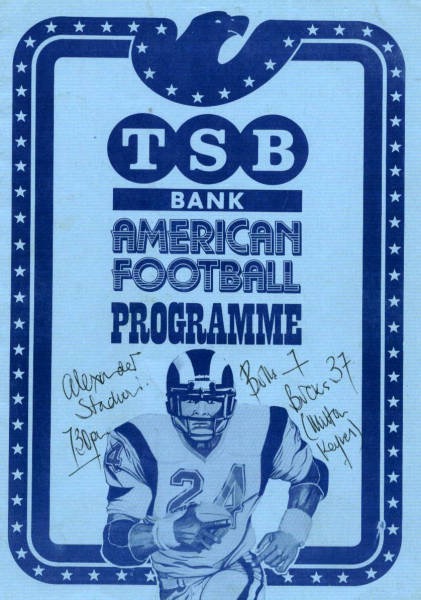 TSB
BANK
AMERICAN
FOOTBALL
PROGRAMME
Alexander
Stadium
7.30pm
Bulls - 7
Bucks 37
(Milton
Keynes)
24